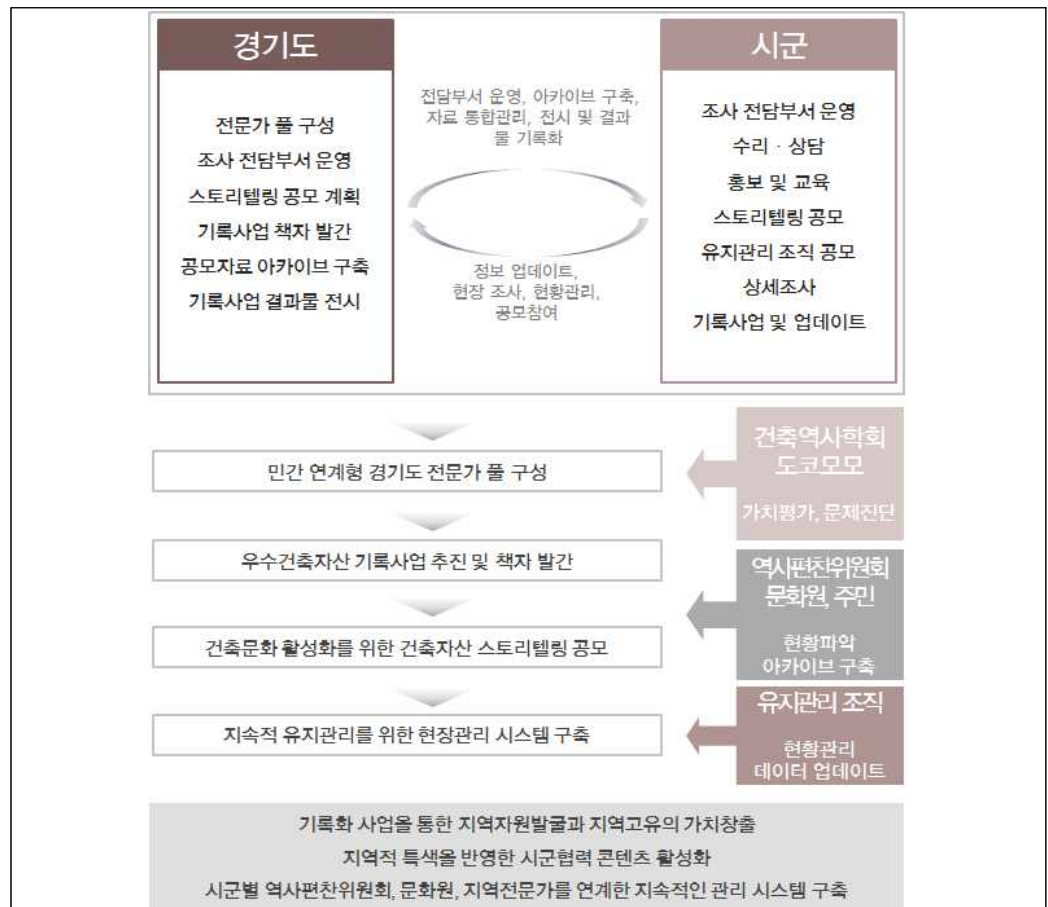 경기도
전문가 풀 구성
조사 전담부서 운영
스토리텔링 공모 계획
기록사업 책자 발간
공모자료 아카이브 구축
기록사업 결과물 전시
전담부서 운영, 아카이브 구축,
자료 통합관리, 전시 및 결과
물 기록화
정보 업데이트,
현장 조사, 현황관리,
공모참여
시군
조사 전담부서 운영
수리 · 상담
홍보 및 교육
스토리텔링 공모
유지관리 조직 공모
상세조사
기록사업 및 업데이트
민간 연계형 경기도 전문가 풀 구성
건축역사학회
도코모모
가치평가, 문제진단
우수건축자산 기록사업 추진 및 책자 발간
역사편찬위원회
문화원, 주민
현황파악
아카이브 구축
건축문화 활성화를 위한 건축자산 스토리텔링 공모
지속적 유지관리를 위한 현장관리 시스템 구축
유지관리 조직
현황관리
데이터 업데이트
기록화 사업을 통한 지역자원발굴과 지역고유의 가치창출
지역적 특색을 반영한 시군협력 콘텐츠 활성화
시군별 역사편찬위원회, 문화원, 지역전문가를 연계한 지속적인 관리 시스템 구축